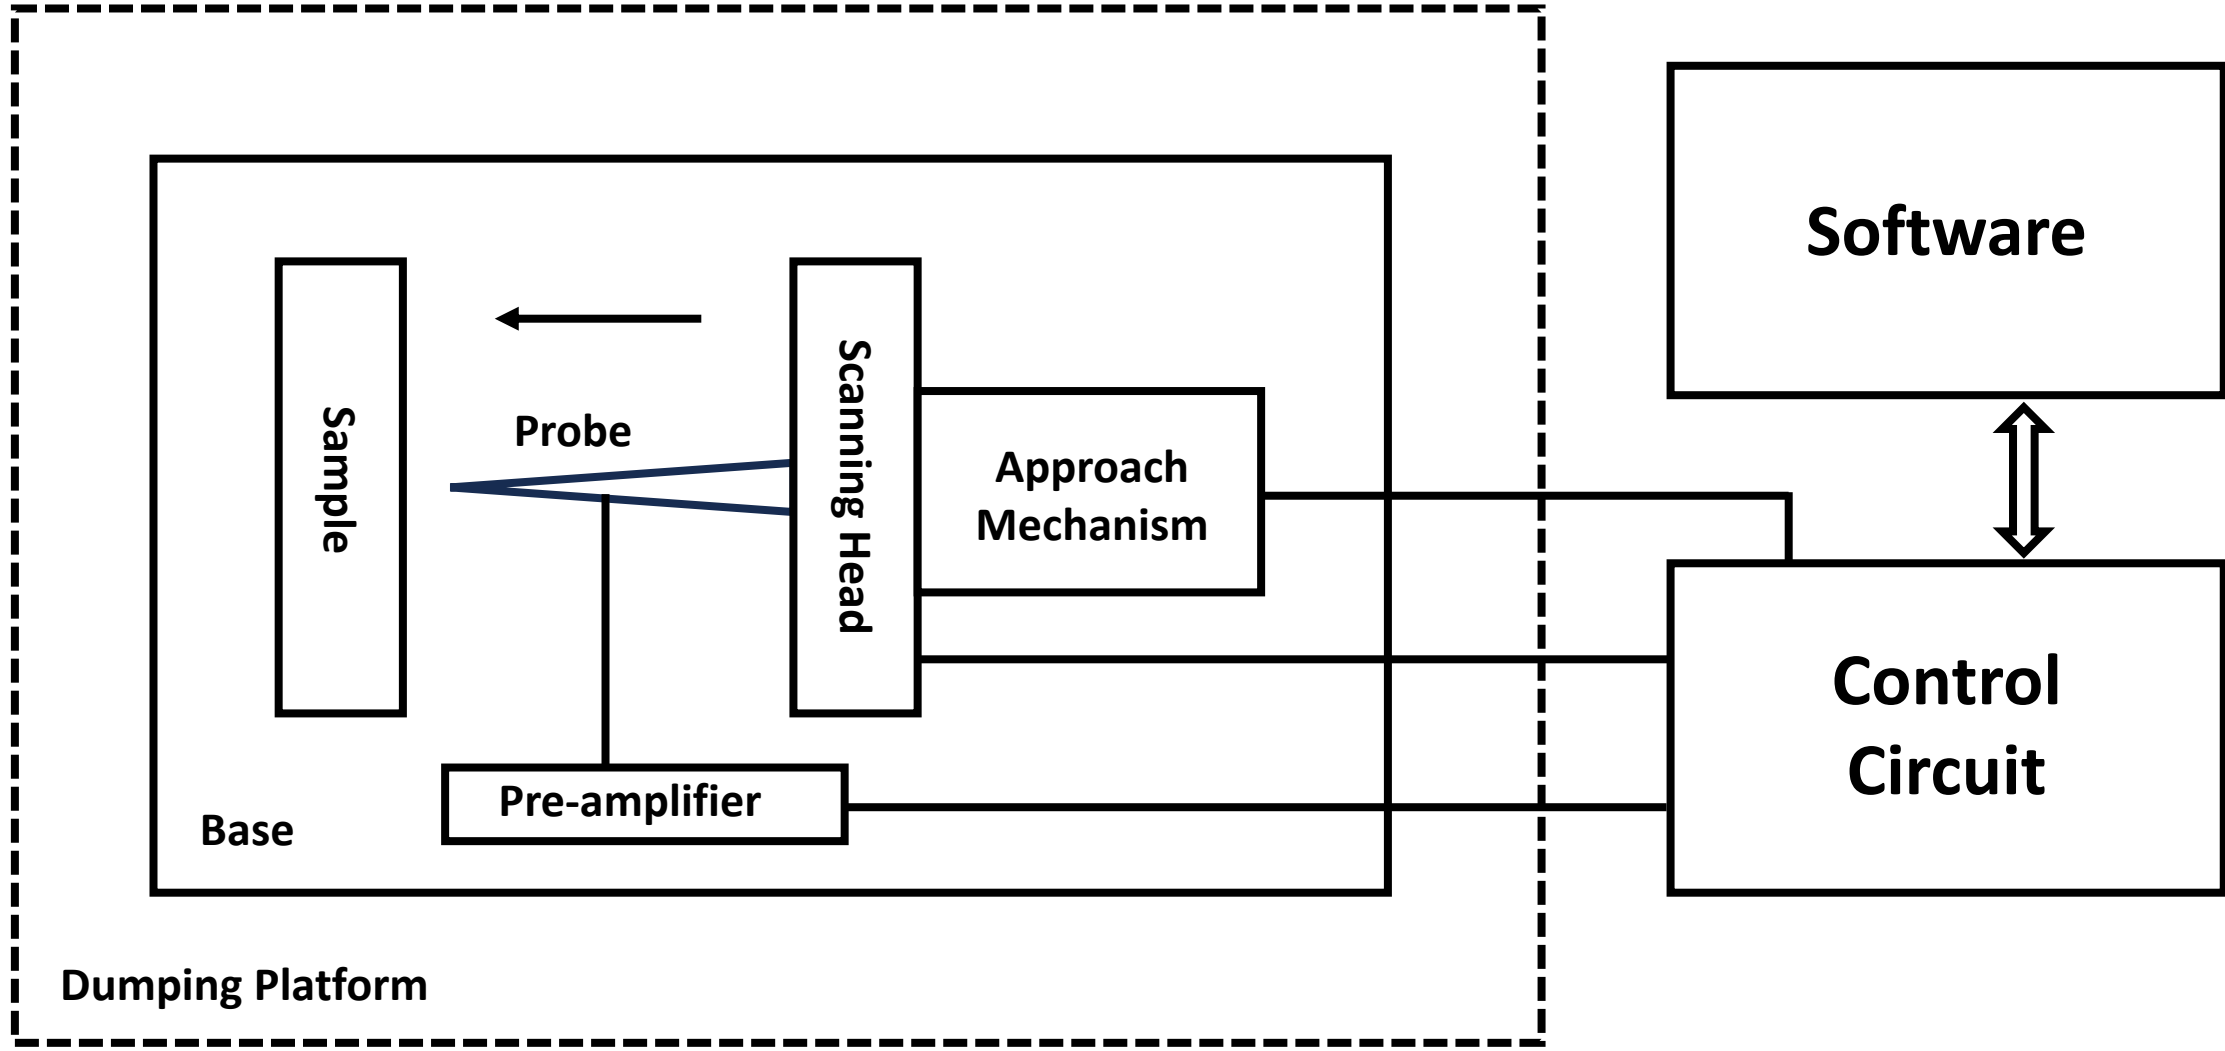 Software
Sample
Probe
Scanning Head
Approach
Mechanism
Control
Circuit
Pre-amplifier
Base
Dumping Platform